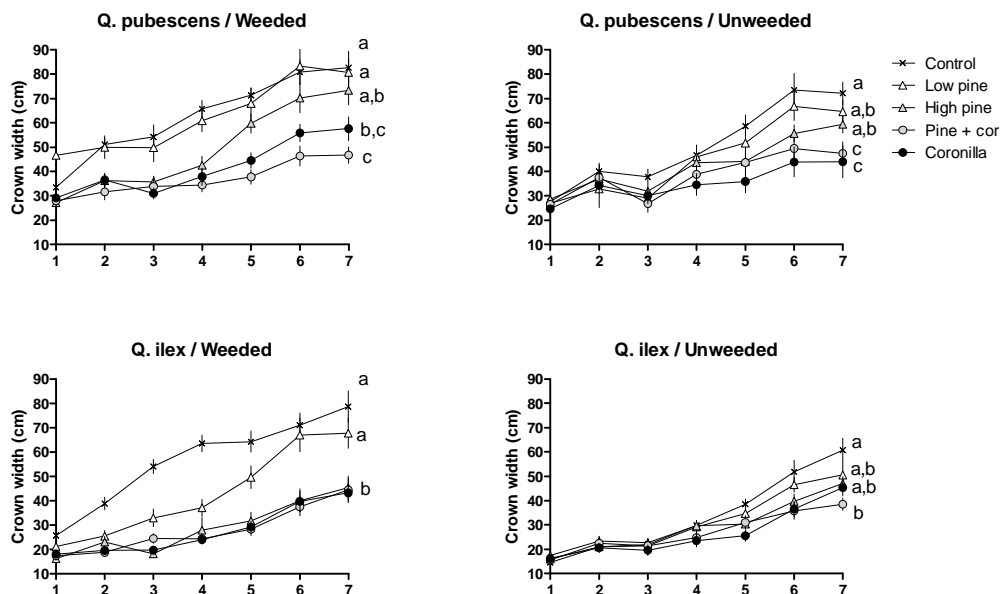 Q. pubescens / Weeded
Crown width (cm)
90
80
70
60
50
40
30
20
10
1 2 3 4 5 6 7
a
a
a,b
b,c
c
Q. pubescens / Unweeded
Crown width (cm)
90
80
70
60
50
40
30
20
10
1 2 3 4 5 6 7
a
a,b
a,b
c
c
Control
Low pine
High pine
Pine + cor
Coronilla
Q. ilex / Weeded
Crown width (cm)
90
80
70
60
50
40
30
20
10
1 2 3 4 5 6 7
a
a
b
Q. ilex / Unweeded
Crown width (cm)
90
80
70
60
50
40
30
20
10
1 2 3 4 5 6 7
a
a,b
a,b
b